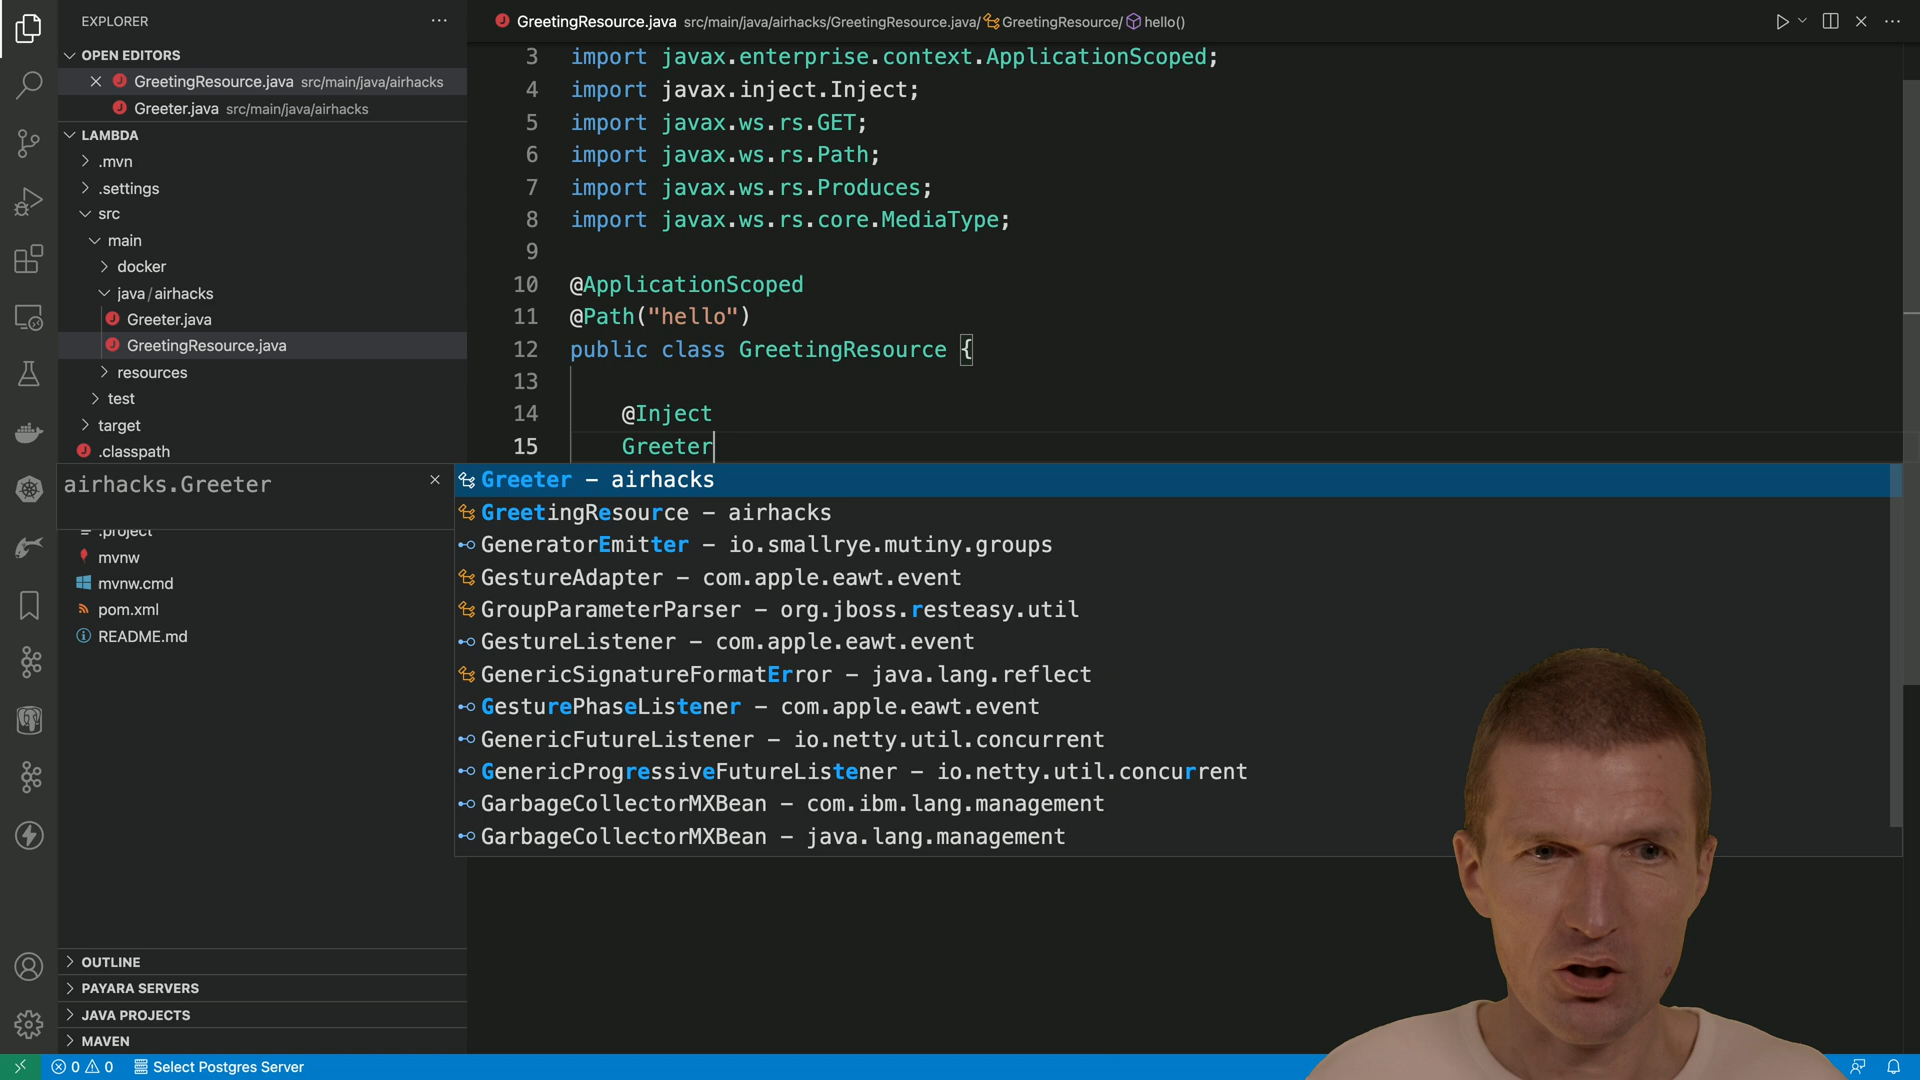 EXPLORER
GreetingResource.java src/main/java/airhacks/GreetingResource.java/ GreetingResource/ hello()
OPEN EDITORS
GreetingResource.java src/main/java/airhacks
Greeter.java src/main/java/airhacks
LAMBDA
.mvn
.settings
src
main
docker
java/airhacks
Greeter.java
GreetingResource.java
resources
test
target
.classpath
airhacks.Greeter
.project
mvnw
mvnw.cmd
pom.xml
README.md
OUTLINE
PAYARA SERVERS
JAVA PROJECTS
MAVEN
3 import javax.enterprise.context.ApplicationScoped;
4 import javax.inject.Inject;
5 import javax.ws.rs.GET;
6 import javax.ws.rs.Path;
7 import javax.ws.rs.Produces;
8 import javax.ws.rs.core.MediaType;
9
10 @ApplicationScoped
11 @Path("hello")
12 public class GreetingResource {
13
14 @Inject
15 Greeter
Greeter – airhacks
GreetingResource – airhacks
GeneratorEmitter – io.smallrye.mutiny.groups
GestureAdapter – com.apple.eawt.event
GroupParameterParser – org.jboss.resteasy.util
GestureListener – com.apple.eawt.event
GenericSignatureFormatError – java.lang.reflect
GesturePhaseListener – com.apple.eawt.event
GenericFutureListener – io.netty.util.concurrent
GenericProgressiveFutureListener – io.netty.util.concurrent
GarbageCollectorMXBean – com.ibm.lang.management
GarbageCollectorMXBean – java.lang.management
0 0 Select Postgres Server